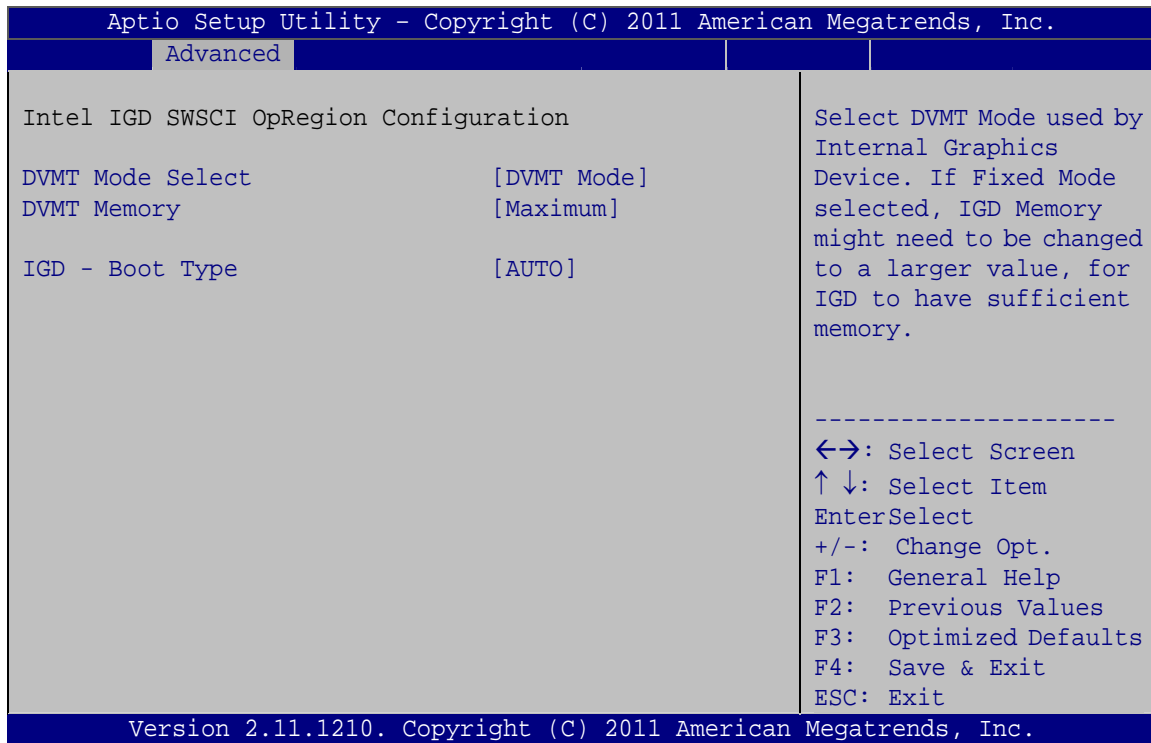 Aptio Setup Utility – Copyright (C) 2011 American Megatrends, Inc.
Advanced
Intel IGD SWSCI OpRegion Configuration
DVMT Mode Select [DVMT Mode]
DVMT Memory [Maximum]
IGD - Boot Type [AUTO]
Select DVMT Mode used by
Internal Graphics
Device. If Fixed Mode
selected, IGD Memory
might need to be changed
to a larger value, for
IGD to have sufficient
memory.
---------------------
←→: Select Screen
↑ ↓: Select Item
EnterSelect
+/-: Change Opt.
F1: General Help
F2: Previous Values
F3: Optimized Defaults
F4: Save & Exit
ESC: Exit
Version 2.11.1210. Copyright (C) 2011 American Megatrends, Inc.